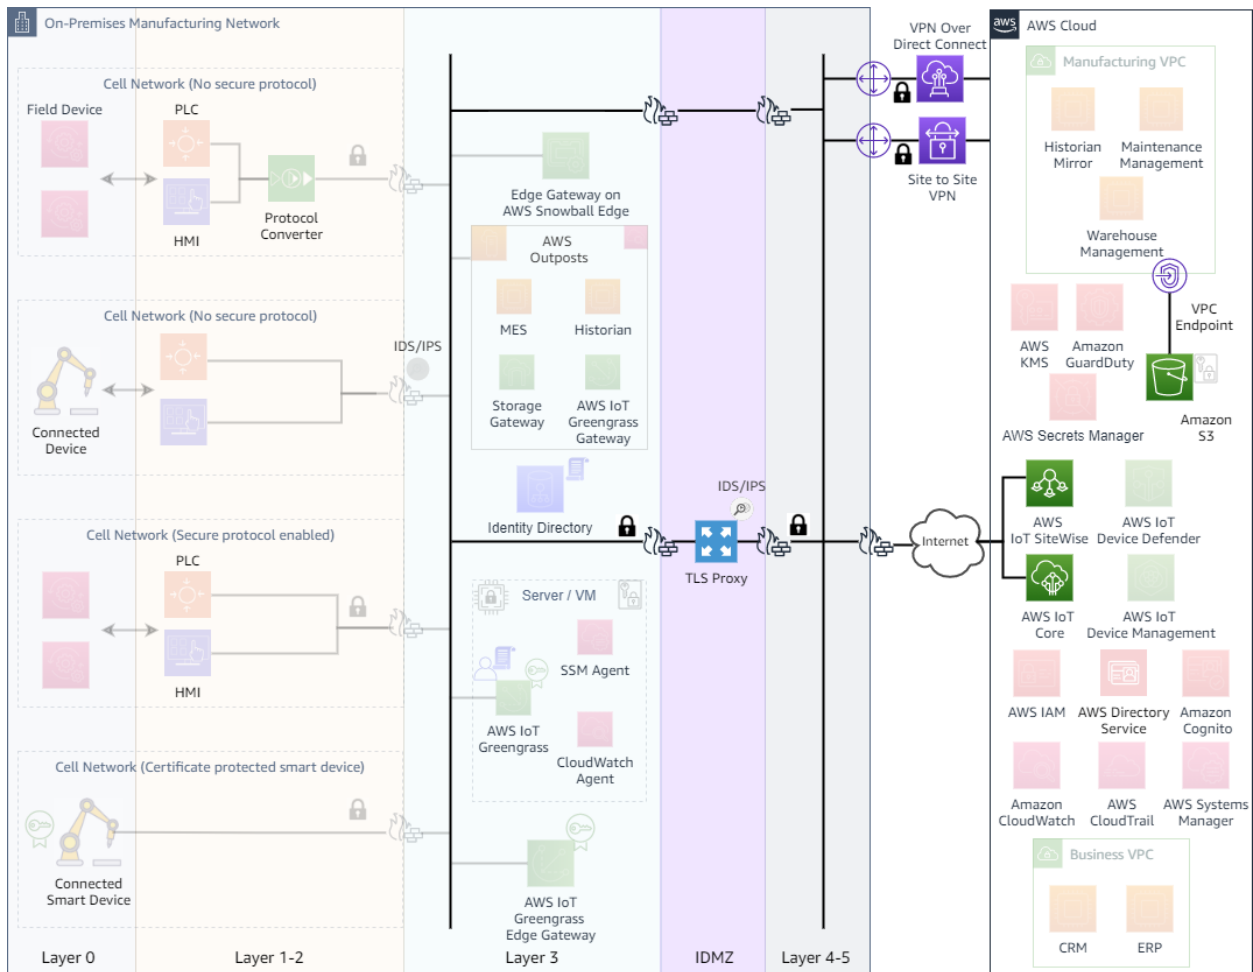 On-Premises Manufacturing Network
Cell Network (No secure protocol)
Field Device
PLC
HMI
Protocol
Converter
Cell Network (No secure protocol)
IDS/IPS
Connected
Device
Cell Network (Secure protocol enabled)
PLC
HMI
Cell Network (Certificate protected smart device)
Connected
Smart Device
Layer 0
Layer 1-2
Edge Gateway on
AWS Snowball Edge
AWS
Outposts
MES
Historian
Storage
Gateway
AWS IoT
Greengrass
Gateway
Identity Directory
Server / VM
SSM Agent
AWS IoT
Greengrass
CloudWatch
Agent
AWS IoT
Greengrass
Edge Gateway
Layer 3
IDS/IPS
TLS Proxy
IDMZ
Layer 4-5
VPN Over
Direct Connect
Site to Site
VPN
Internet
aws
AWS Cloud
Manufacturing VPC
Historian
Mirror
Maintenance
Management
Warehouse
Management
VPC
Endpoint
AWS
KMS
Amazon
GuardDuty
AWS Secrets Manager
Amazon
S3
AWS
IoT SiteWise
AWS IoT
Device Defender
AWS IoT
Core
AWS IoT
Device Management
AWS IAM
AWS Directory
Service
Amazon
Cognito
Amazon
CloudWatch
AWS
CloudTrail
AWS Systems
Manager
Business VPC
CRM
ERP